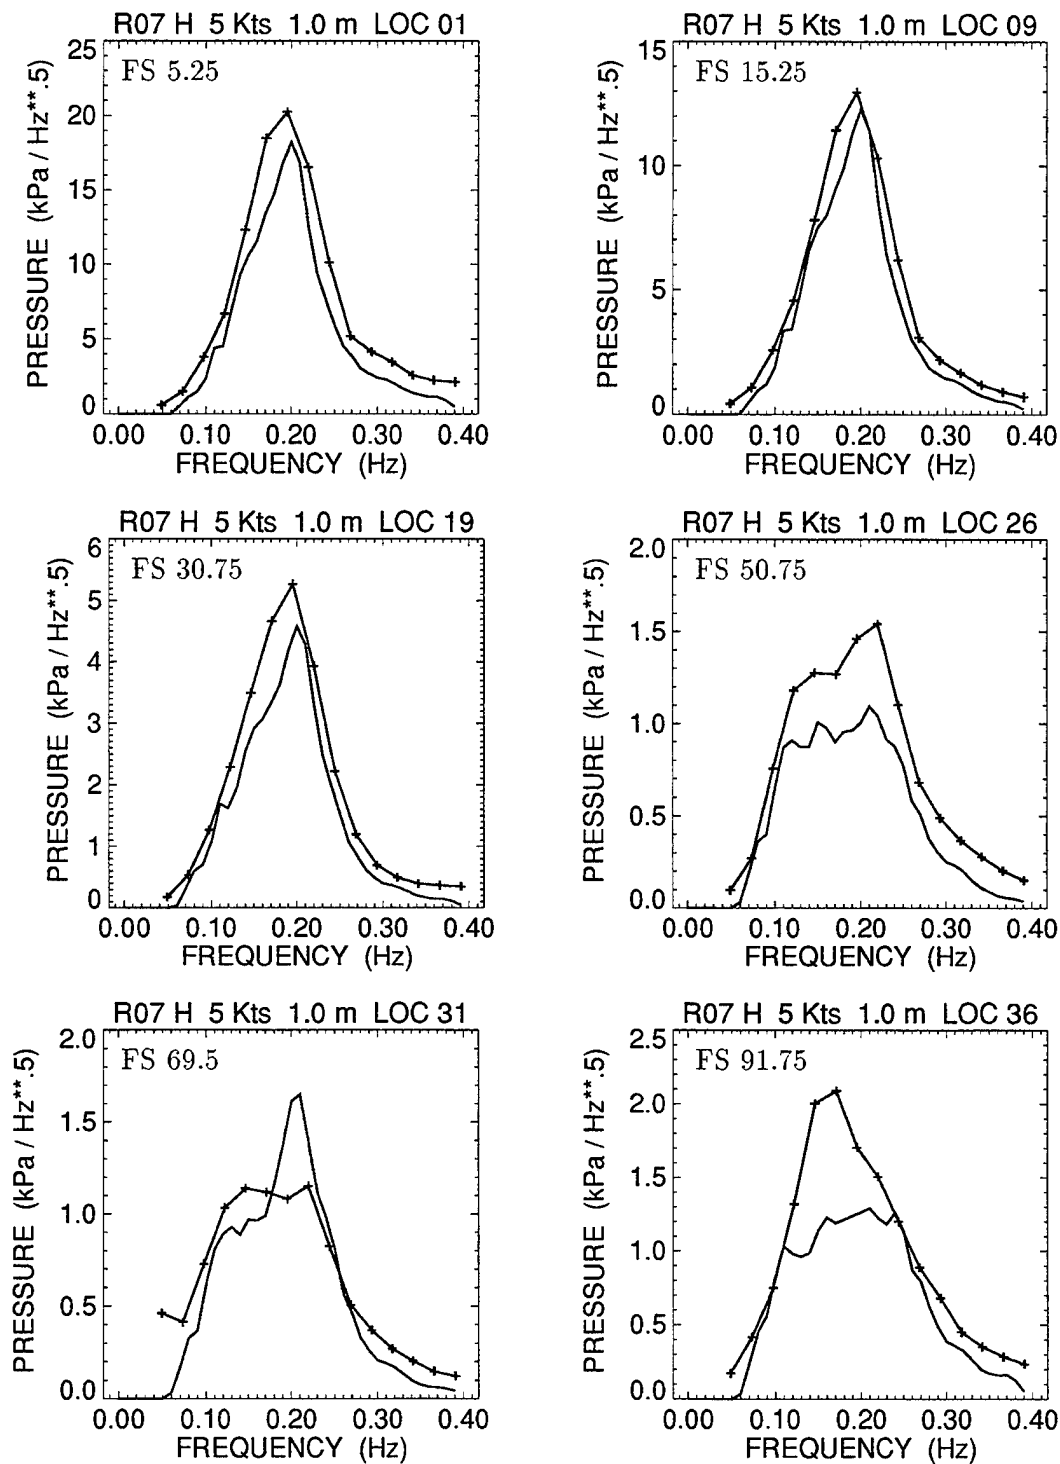 R07 H 5 Kts 1.0 m LOC 01
FS 5.25
PRESSURE (kPa / Hz**.5)
25
20
15
10
5
0
0.00 0.10 0.20 0.30 0.40
FREQUENCY (Hz)
R07 H 5 Kts 1.0 m LOC 09
FS 15.25
PRESSURE (kPa / Hz**.5)
15
10
5
0
0.00 0.10 0.20 0.30 0.40
FREQUENCY (Hz)
R07 H 5 Kts 1.0 m LOC 19
FS 30.75
PRESSURE (kPa / Hz**.5)
6
5
4
3
2
1
0
0.00 0.10 0.20 0.30 0.40
FREQUENCY (Hz)
R07 H 5 Kts 1.0 m LOC 26
FS 50.75
PRESSURE (kPa / Hz**.5)
2.0
1.5
1.0
0.5
0.0
0.00 0.10 0.20 0.30 0.40
FREQUENCY (Hz)
R07 H 5 Kts 1.0 m LOC 31
FS 69.5
PRESSURE (kPa / Hz**.5)
2.0
1.5
1.0
0.5
0.0
0.00 0.10 0.20 0.30 0.40
FREQUENCY (Hz)
R07 H 5 Kts 1.0 m LOC 36
FS 91.75
PRESSURE (kPa / Hz**.5)
2.5
2.0
1.5
1.0
0.5
0.0
0.00 0.10 0.20 0.30 0.40
FREQUENCY (Hz)